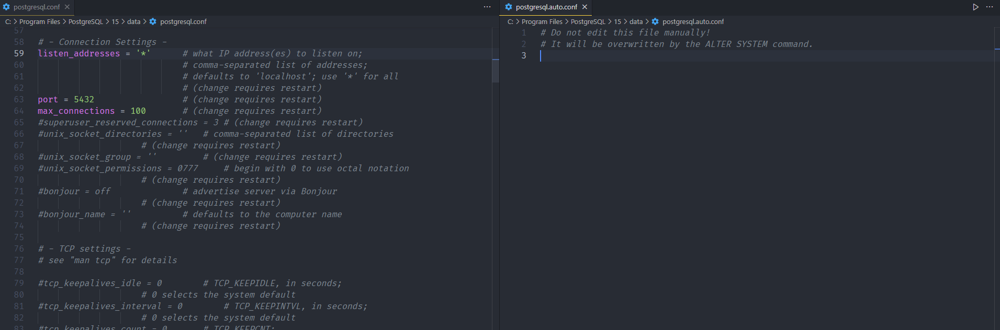 postgresql.conf
C: > Program Files > PostgreSQL > 15 > data > postgresql.conf
57
58 # - Connection Settings -
59 listen_addresses = '*' # what IP address(es) to listen on;
60 # comma-separated list of addresses;
61 # defaults to 'localhost'; use '*' for all
62 # (change requires restart)
63 port = 5432 # (change requires restart)
64 max_connections = 100 # (change requires restart)
65 #superuser_reserved_connections = 3 # (change requires restart)
66 #unix_socket_directories = '' # comma-separated list of directories
67 # (change requires restart)
68 #unix_socket_group = '' # (change requires restart)
69 #unix_socket_permissions = 0777 # begin with 0 to use octal notation
70 # (change requires restart)
71 #bonjour = off # advertise server via Bonjour
72 # (change requires restart)
73 #bonjour_name = '' # defaults to the computer name
74 # (change requires restart)
75
76 # - TCP settings -
77 # see "man tcp" for details
78
79 #tcp_keepalives_idle = 0 # TCP_KEEPIDLE, in seconds;
80 # 0 selects the system default
81 #tcp_keepalives_interval = 0 # TCP_KEEPINTVL, in seconds;
82 # 0 selects the system default
83 #tcp_keepalives_count = 0 # TCP_KEEPCNT;
postgresql.auto.conf
C: > Program Files > PostgreSQL > 15 > data > postgresql.auto.conf
1 # Do not edit this file manually!
2 # It will be overwritten by the ALTER SYSTEM command.
3